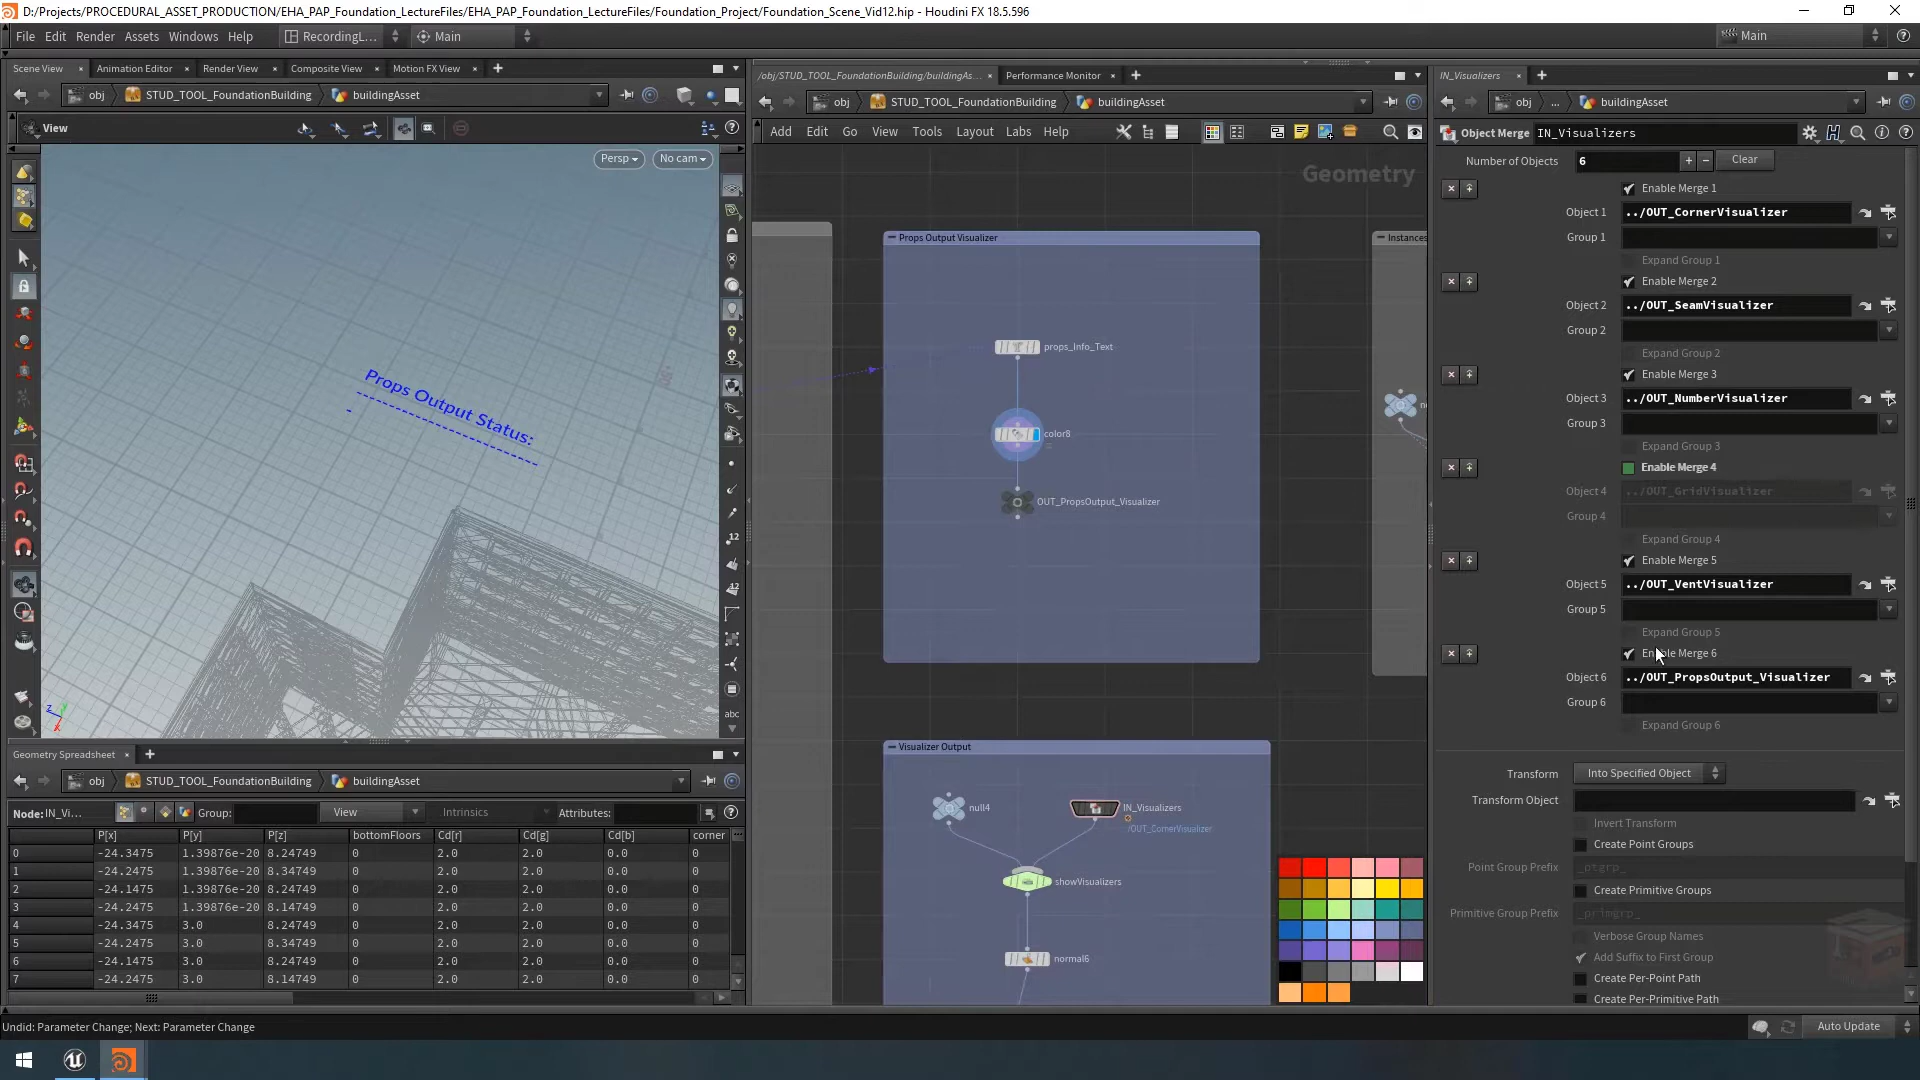 D:/Projects/PROCEDURAL_ASSET_PRODUCTION/EHA_PAP_Foundation_LectureFiles/EHA_PAP_Foundation_LectureFiles/Foundation_Project/Foundation_Scene_Vid12.hip - Houdini FX 18.5.596
File Edit Render Assets Windows Help RecordingL... Main Main
Scene View Animation Editor Render View Composite View Motion FX View
obj STUD_TOOL_FoundationBuilding buildingAsset
View
Persp No cam
Props Output Status:
-
z x
12
12
abc
/obj/STUD_TOOL_FoundationBuilding/buildingAs... Performance Monitor
obj STUD_TOOL_FoundationBuilding buildingAsset
Add Edit Go View Tools Layout Labs Help
Geometry
Props Output Visualizer
Instances
props_Info_Text
color8
OUT_PropsOutput_Visualizer
Visualizer Output
null4
IN_Visualizers
/OUT_CornerVisualizer
showVisualizers
normal6
IN_Visualizers
obj ... buildingAsset
Object Merge IN_Visualizers
Number of Objects 6 + - Clear
Enable Merge 1
Object 1 ../OUT_CornerVisualizer
Group 1
Expand Group 1
Enable Merge 2
Object 2 ../OUT_SeamVisualizer
Group 2
Expand Group 2
Enable Merge 3
Object 3 ../OUT_NumberVisualizer
Group 3
Expand Group 3
Enable Merge 4
Object 4 ../OUT_GridVisualizer
Group 4
Expand Group 4
Enable Merge 5
Object 5 ../OUT_VentVisualizer
Group 5
Expand Group 5
Enable Merge 6
Object 6 ../OUT_PropsOutput_Visualizer
Group 6
Expand Group 6
Transform Into Specified Object
Transform Object
Invert Transform
Create Point Groups
Point Group Prefix _ptgrp_
Create Primitive Groups
Primitive Group Prefix _primgrp_
Verbose Group Names
Add Suffix to First Group
Create Per-Point Path
Create Per-Primitive Path
Geometry Spreadsheet
obj STUD_TOOL_FoundationBuilding buildingAsset
Node: IN_Vi... Group: View Intrinsics Attributes:
P[x] P[y] P[z] bottomFloors Cd[r] Cd[g] Cd[b] corner
0 -24.3475 1.39876e-20 8.24749 0 2.0 2.0 0.0 0
1 -24.2475 1.39876e-20 8.34749 0 2.0 2.0 0.0 0
2 -24.1475 1.39876e-20 8.24749 0 2.0 2.0 0.0 0
3 -24.2475 1.39876e-20 8.14749 0 2.0 2.0 0.0 0
4 -24.3475 3.0 8.24749 0 2.0 2.0 0.0 0
5 -24.2475 3.0 8.34749 0 2.0 2.0 0.0 0
6 -24.1475 3.0 8.24749 0 2.0 2.0 0.0 0
7 -24.2475 3.0 8.14749 0 2.0 2.0 0.0 0
Undid: Parameter Change; Next: Parameter Change
Auto Update